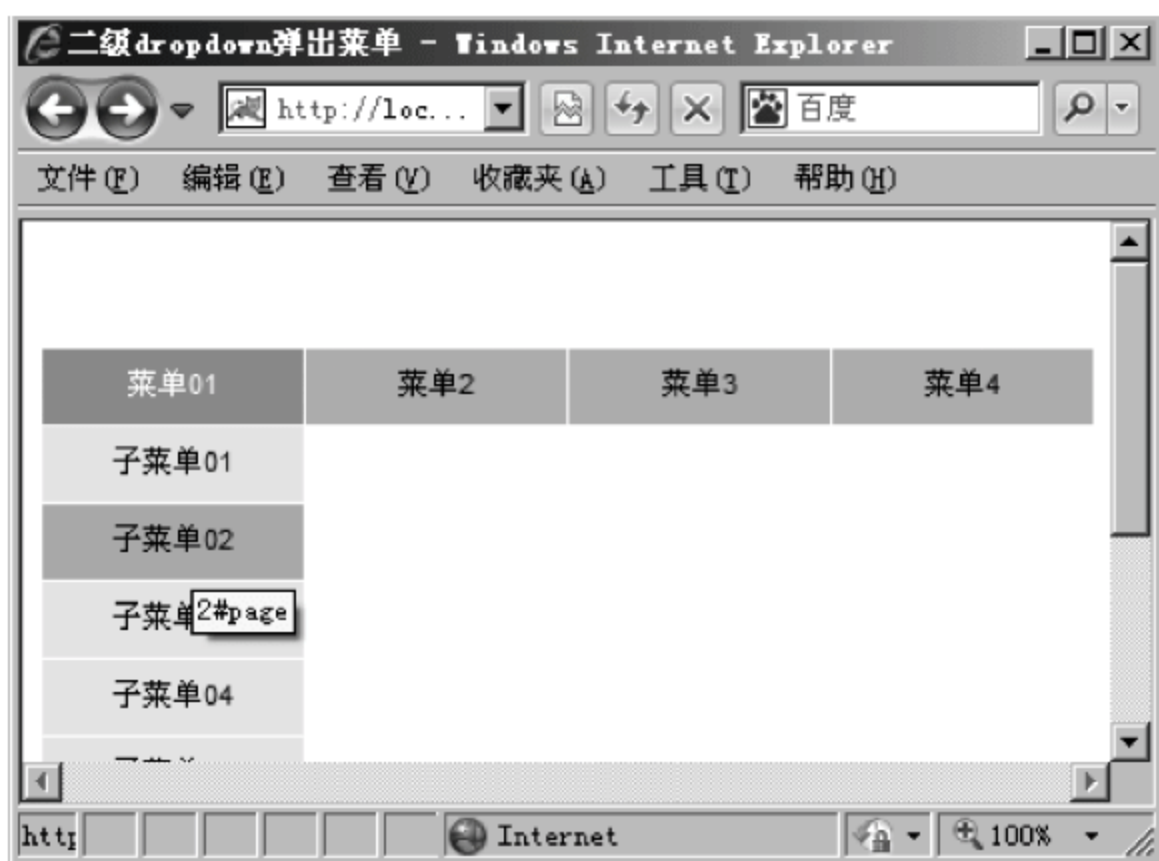 二级dropdown弹出菜单 - Windows Internet Explorer
http://loc... 百度
文件(F) 编辑(E) 查看(V) 收藏夹(A) 工具(T) 帮助(H)
菜单01 菜单2 菜单3 菜单4
子菜单01
子菜单02
子菜单
2#page
子菜单04
Internet 100%